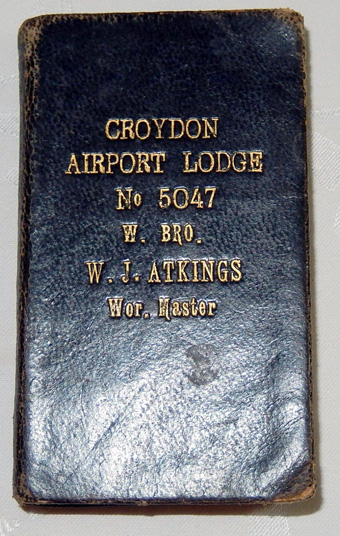 CROYDON
AIRPORT LODGE
No 5047
W. BRO.
W. J. ATKINGS
Wor. Master